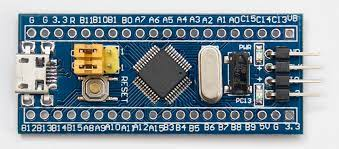 G G 3.3 R B11 B10 B1 B0 A7 A6 A5 A4 A3 A2 A1 A0 C15 C14 C13 VB
PWR
RESET
PC13
B12 B13 B14 B15 A8 A9 A10 A11 A12 A15 B3 B4 B5 B6 B7 B8 B9 5V G 3.3